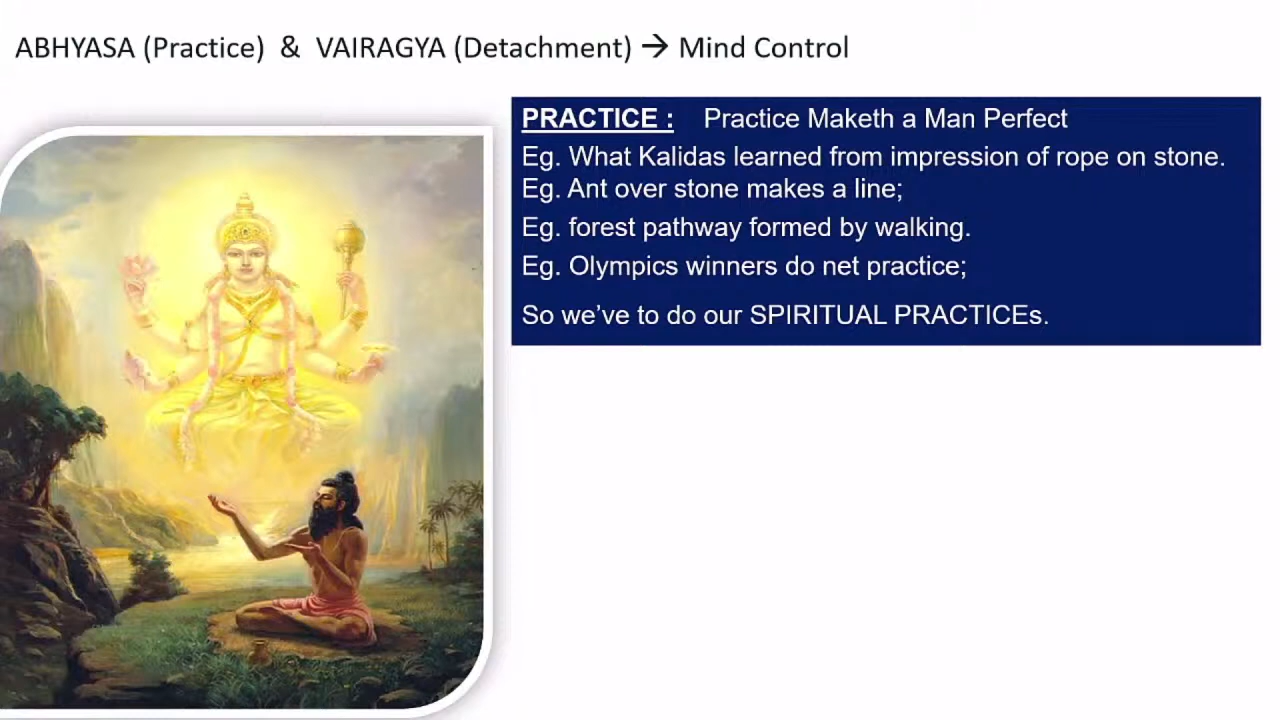 ABHYASA (Practice) & VAIRAGYA (Detachment) → Mind Control
PRACTICE : Practice Maketh a Man Perfect
Eg. What Kalidas learned from impression of rope on stone.
Eg. Ant over stone makes a line;
Eg. forest pathway formed by walking.
Eg. Olympics winners do net practice;
So we’ve to do our SPIRITUAL PRACTICEs.